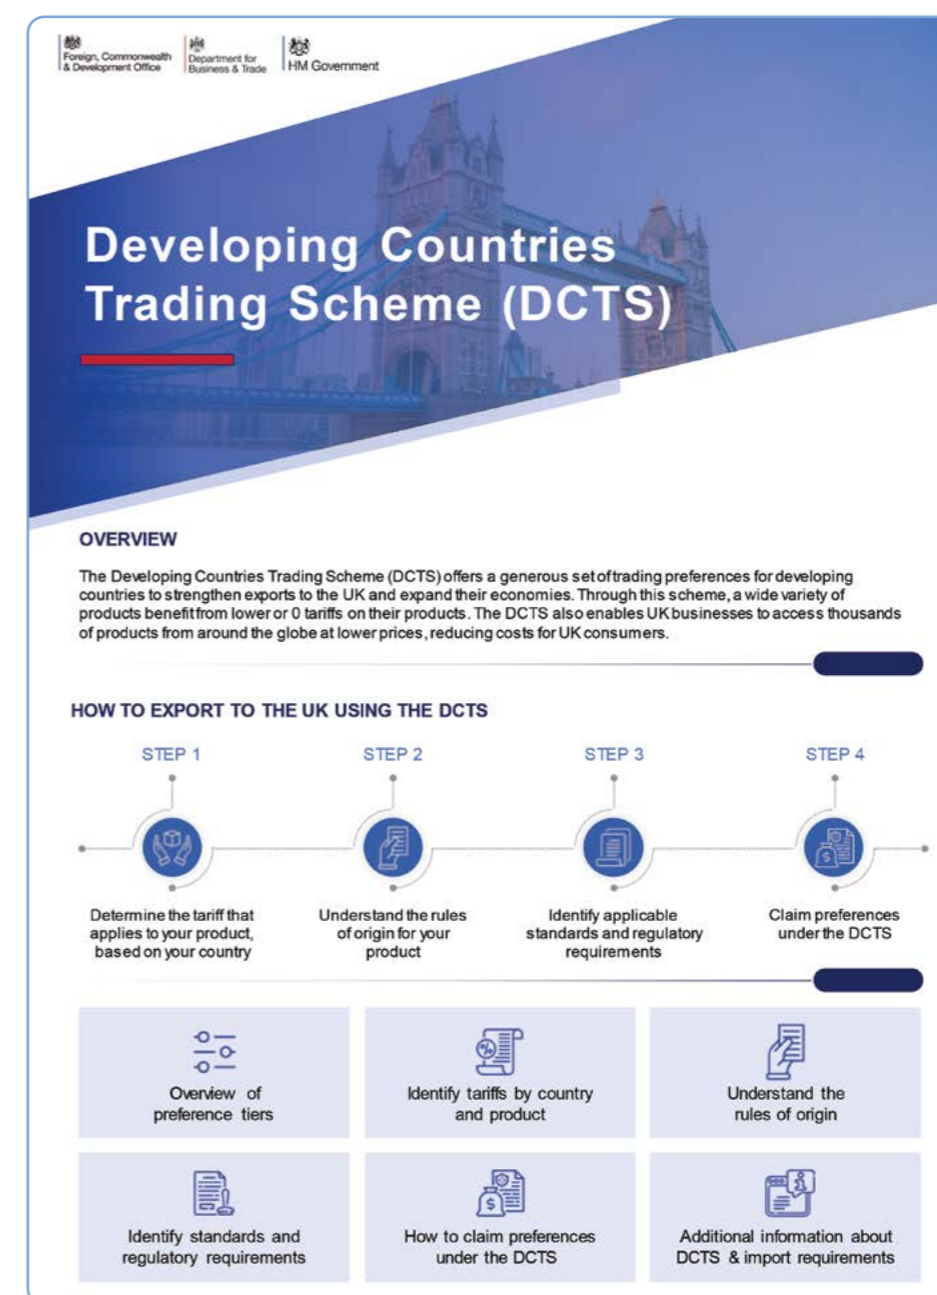 Foreign, Commonwealth
& Development Office
Department for
Business & Trade
HM Government
Developing Countries
Trading Scheme (DCTS)
OVERVIEW
The Developing Countries Trading Scheme (DCTS) offers a generous set of trading preferences for developing
countries to strengthen exports to the UK and expand their economies. Through this scheme, a wide variety of
products benefit from lower or 0 tariffs on their products. The DCTS also enables UK businesses to access thousands
of products from around the globe at lower prices, reducing costs for UK consumers.
HOW TO EXPORT TO THE UK USING THE DCTS
STEP 1
STEP 2
STEP 3
STEP 4
Determine the tariff that
applies to your product,
based on your country
Understand the rules
of origin for your
product
Identify applicable
standards and regulatory
requirements
Claim preferences
under the DCTS
Overview of
preference tiers
Identify tariffs by country
and product
Understand the
rules of origin
Identify standards and
regulatory requirements
How to claim preferences
under the DCTS
Additional information about
DCTS & import requirements